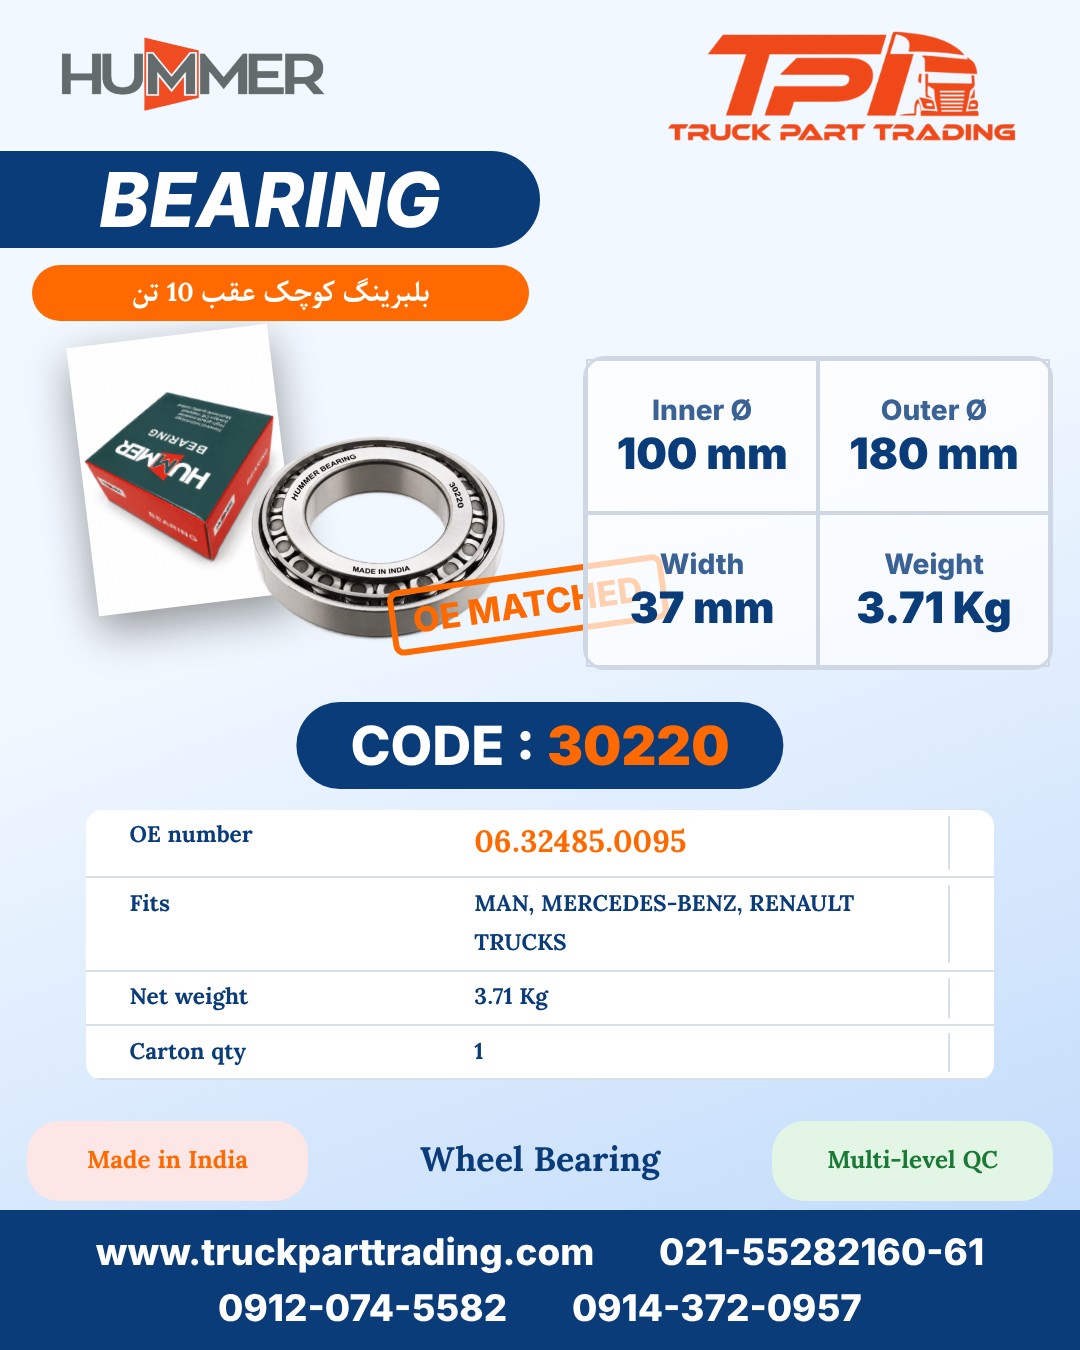 HUMMER
TPT
TRUCK PART TRADING
BEARING
بلبرینگ کوچک عقب 10 تن
HUMMER
BEARING
BEARING
HUMMER BEARING
30220
MADE IN INDIA
OE MATCHED
Inner Ø
100 mm
Outer Ø
180 mm
Width
37 mm
Weight
3.71 Kg
CODE : 30220
OE number
06.32485.0095
Fits
MAN, MERCEDES-BENZ, RENAULT
TRUCKS
Net weight
3.71 Kg
Carton qty
1
Made in India
Wheel Bearing
Multi-level QC
www.truckparttrading.com
021-55282160-61
0912-074-5582
0914-372-0957